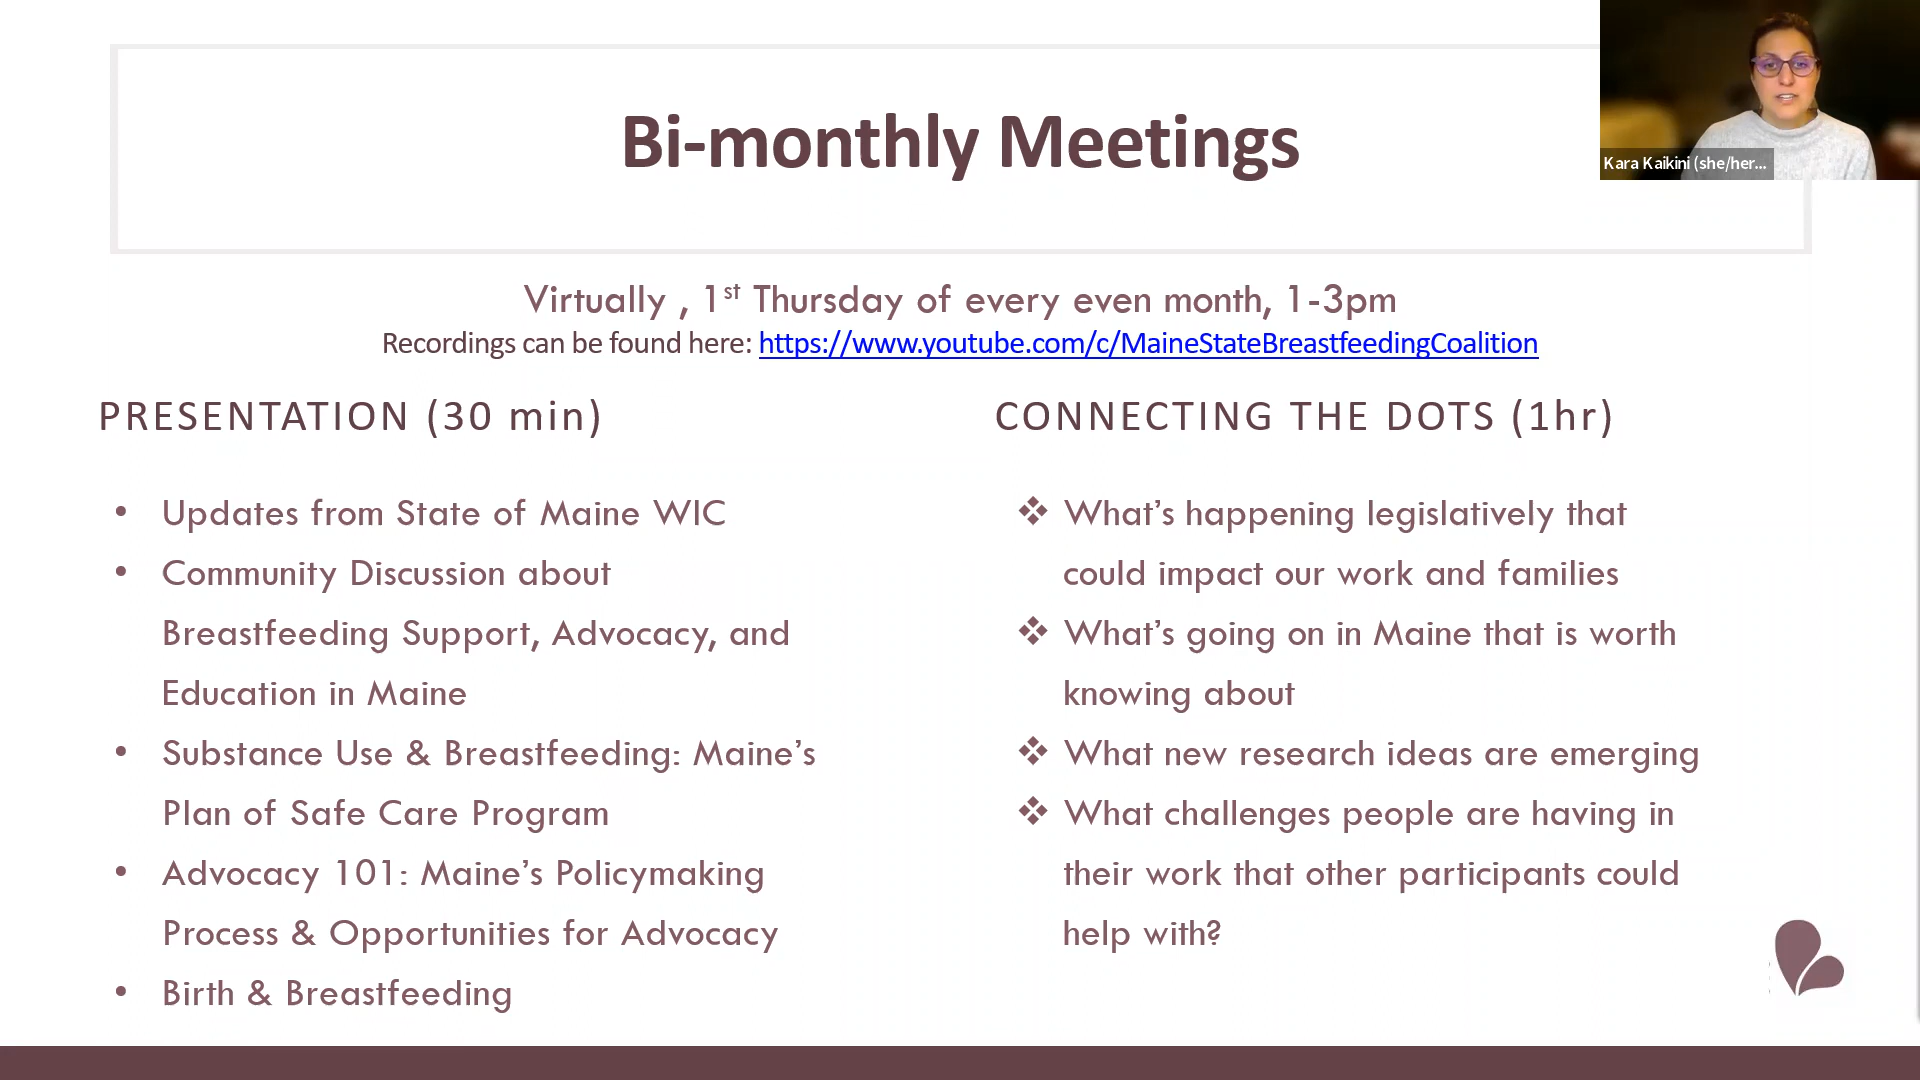 Bi-monthly Meetings
Kara Kaikini (she/her...
Virtually , 1st Thursday of every even month, 1-3pm
Recordings can be found here: https://www.youtube.com/c/MaineStateBreastfeedingCoalition
PRESENTATION (30 min)
• Updates from State of Maine WIC
• Community Discussion about
Breastfeeding Support, Advocacy, and
Education in Maine
• Substance Use & Breastfeeding: Maine’s
Plan of Safe Care Program
• Advocacy 101: Maine’s Policymaking
Process & Opportunities for Advocacy
• Birth & Breastfeeding
CONNECTING THE DOTS (1hr)
❖ What’s happening legislatively that
could impact our work and families
❖ What’s going on in Maine that is worth
knowing about
❖ What new research ideas are emerging
❖ What challenges people are having in
their work that other participants could
help with?